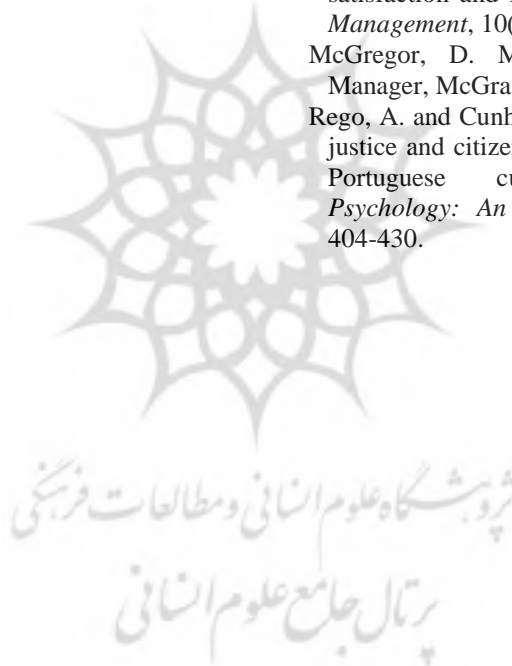 satisfaction and
Management, 10(
McGregor, D. M
Manager, McGra
Rego, A. and Cunh
justice and citize
Portuguese cu
Psychology: An
404-430.
پژوهشگاه علوم انسانی و مطالعات فرهنگی
پرتال جامع علوم انسانی